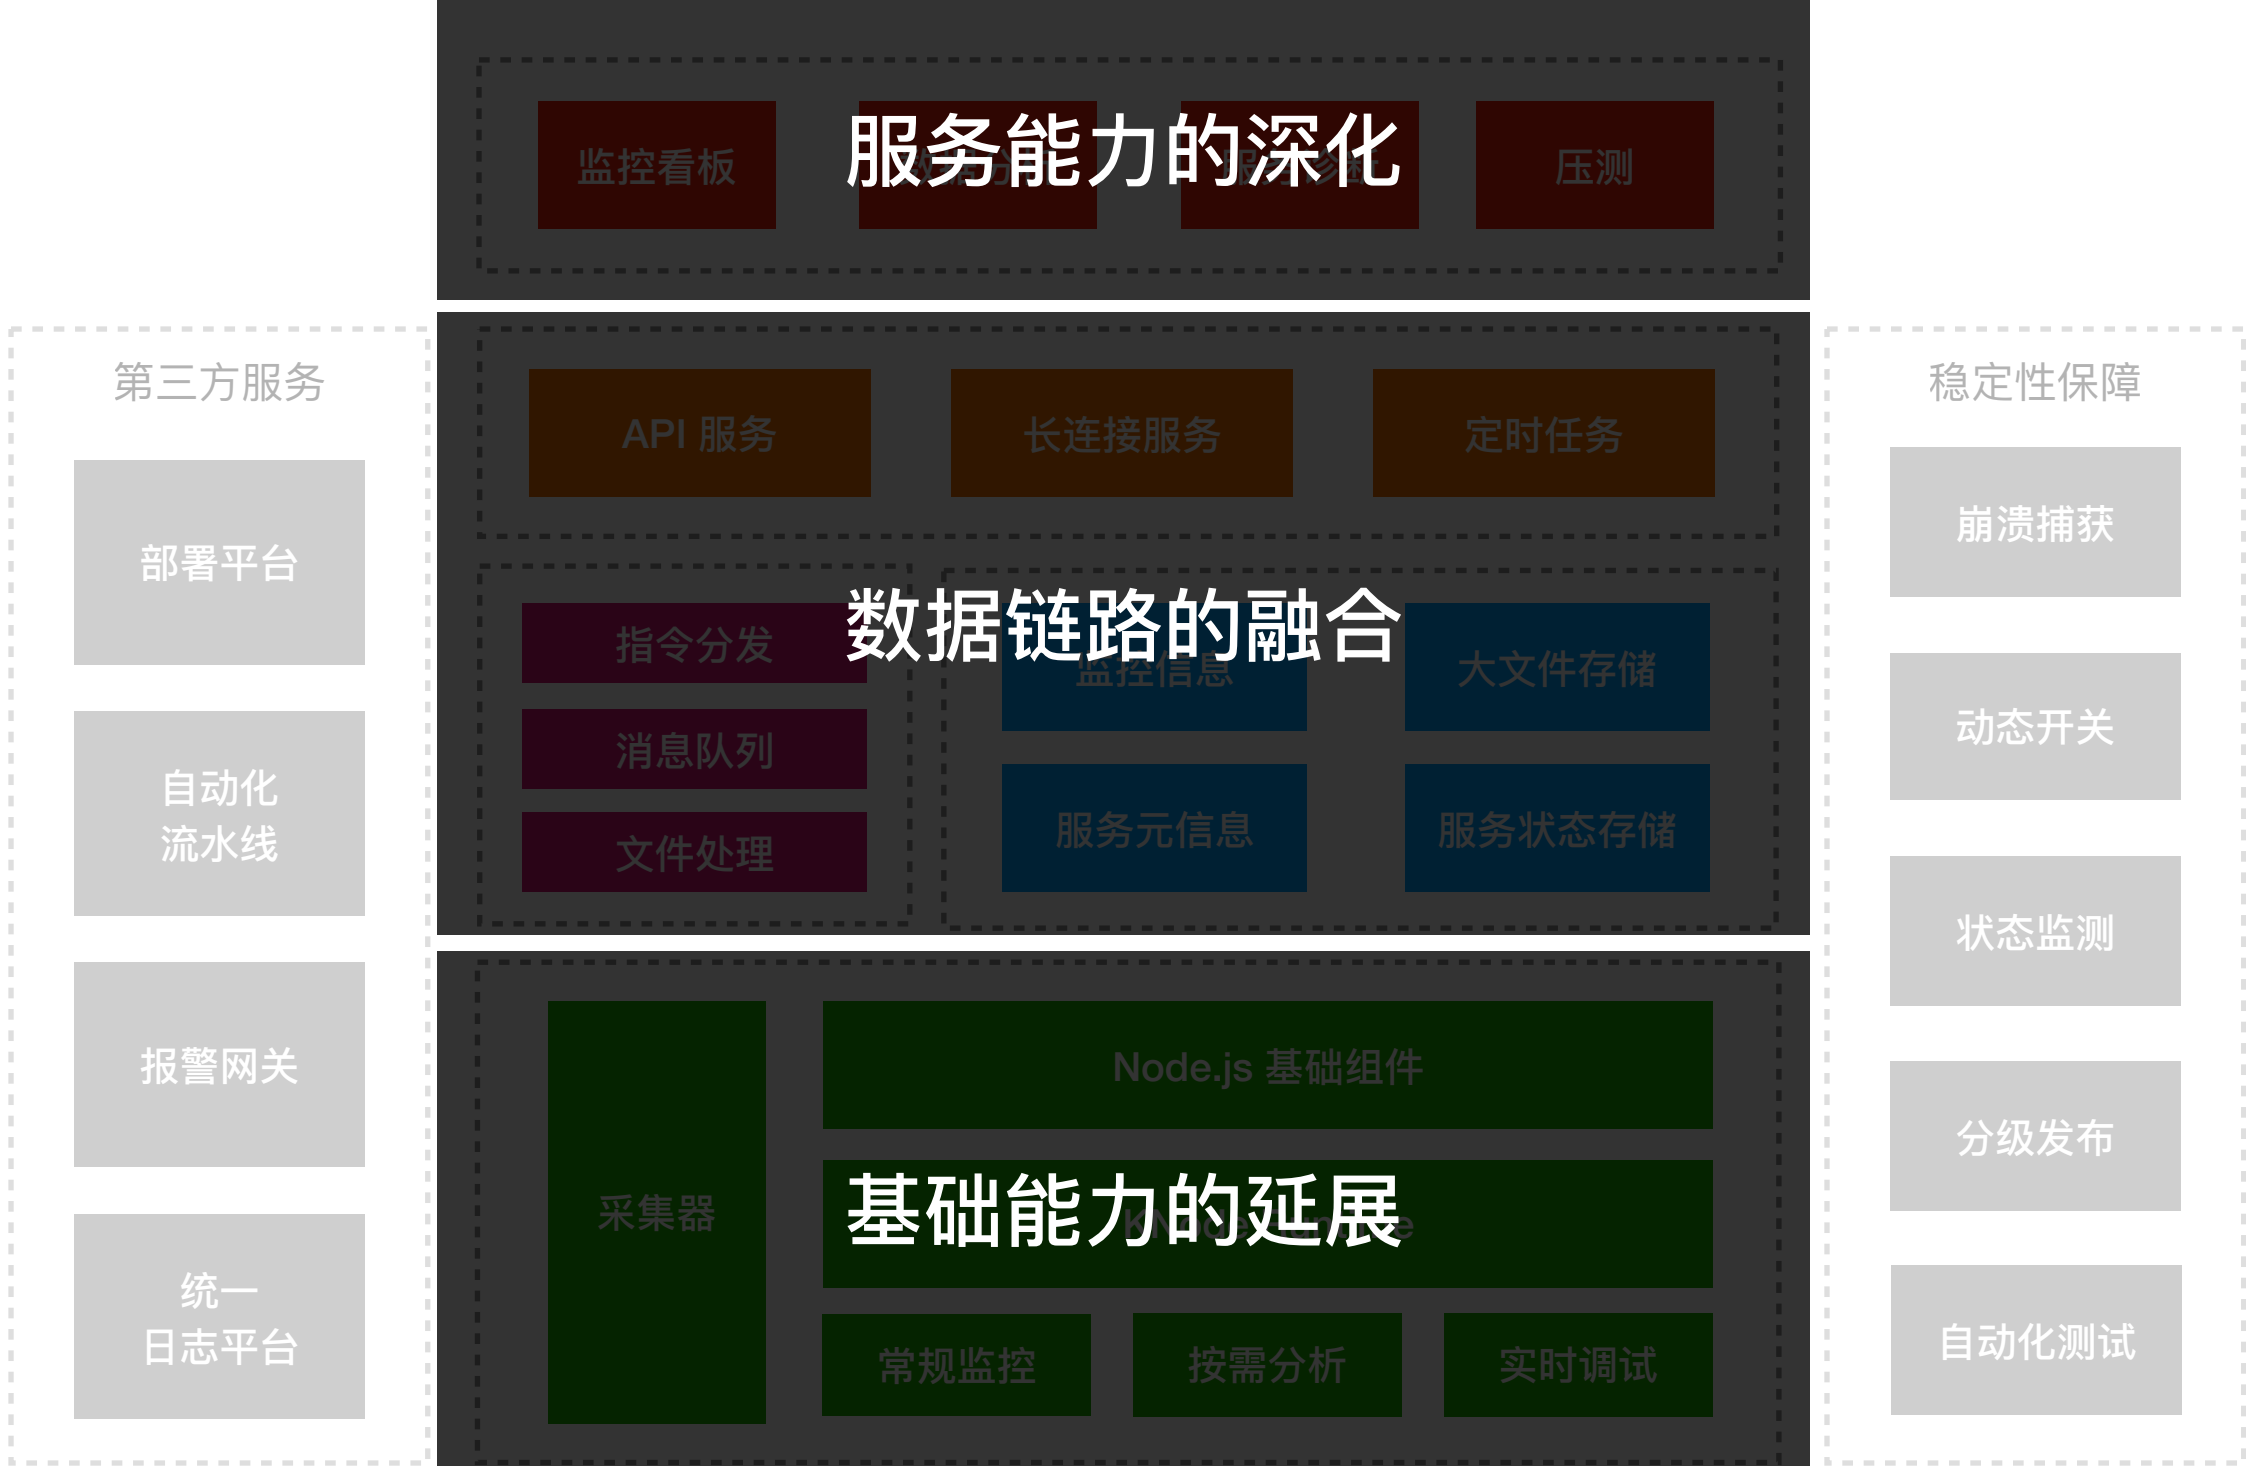 服务能力的深化
监控看板
压测
第三方服务
部署平台
自动化
流水线
报警网关
统一
日志平台
API 服务
长连接服务
定时任务
数据链路的融合
指令分发
消息队列
文件处理
监控信息
大文件存储
服务元信息
服务状态存储
基础能力的延展
采集器
Node.js 基础组件
常规监控
按需分析
实时调试
稳定性保障
崩溃捕获
动态开关
状态监测
分级发布
自动化测试